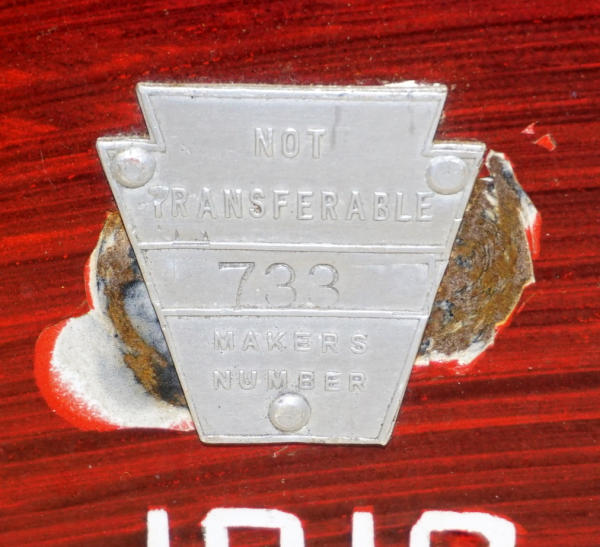 NOT
TRANSFERABLE
733
MAKERS
NUMBER